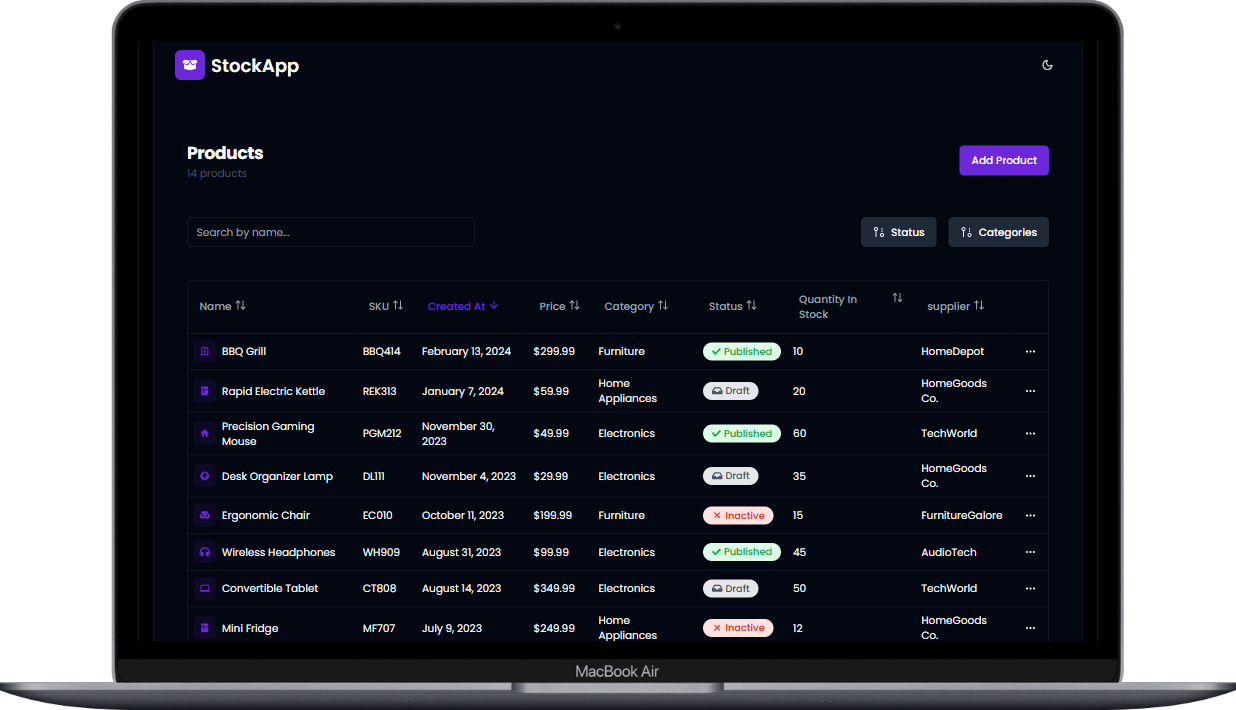 StockApp
Products
14 products
Add Product
Search by name...
Status
Categories
Name SKU Created At Price Category Status Quantity In Stock supplier
BBQ Grill BBQ414 February 13, 2024 $299.99 Furniture Published 10 HomeDepot
Rapid Electric Kettle REK313 January 7, 2024 $59.99 Home Appliances Draft 20 HomeGoods Co.
Precision Gaming Mouse PGM212 November 30, 2023 $49.99 Electronics Published 60 TechWorld
Desk Organizer Lamp DL111 November 4, 2023 $29.99 Electronics Draft 35 HomeGoods Co.
Ergonomic Chair EC010 October 11, 2023 $199.99 Furniture Inactive 15 FurnitureGalore
Wireless Headphones WH909 August 31, 2023 $99.99 Electronics Published 45 AudioTech
Convertible Tablet CT808 August 14, 2023 $349.99 Electronics Draft 50 TechWorld
Mini Fridge MF707 July 9, 2023 $249.99 Home Appliances Inactive 12 HomeGoods Co.
MacBook Air